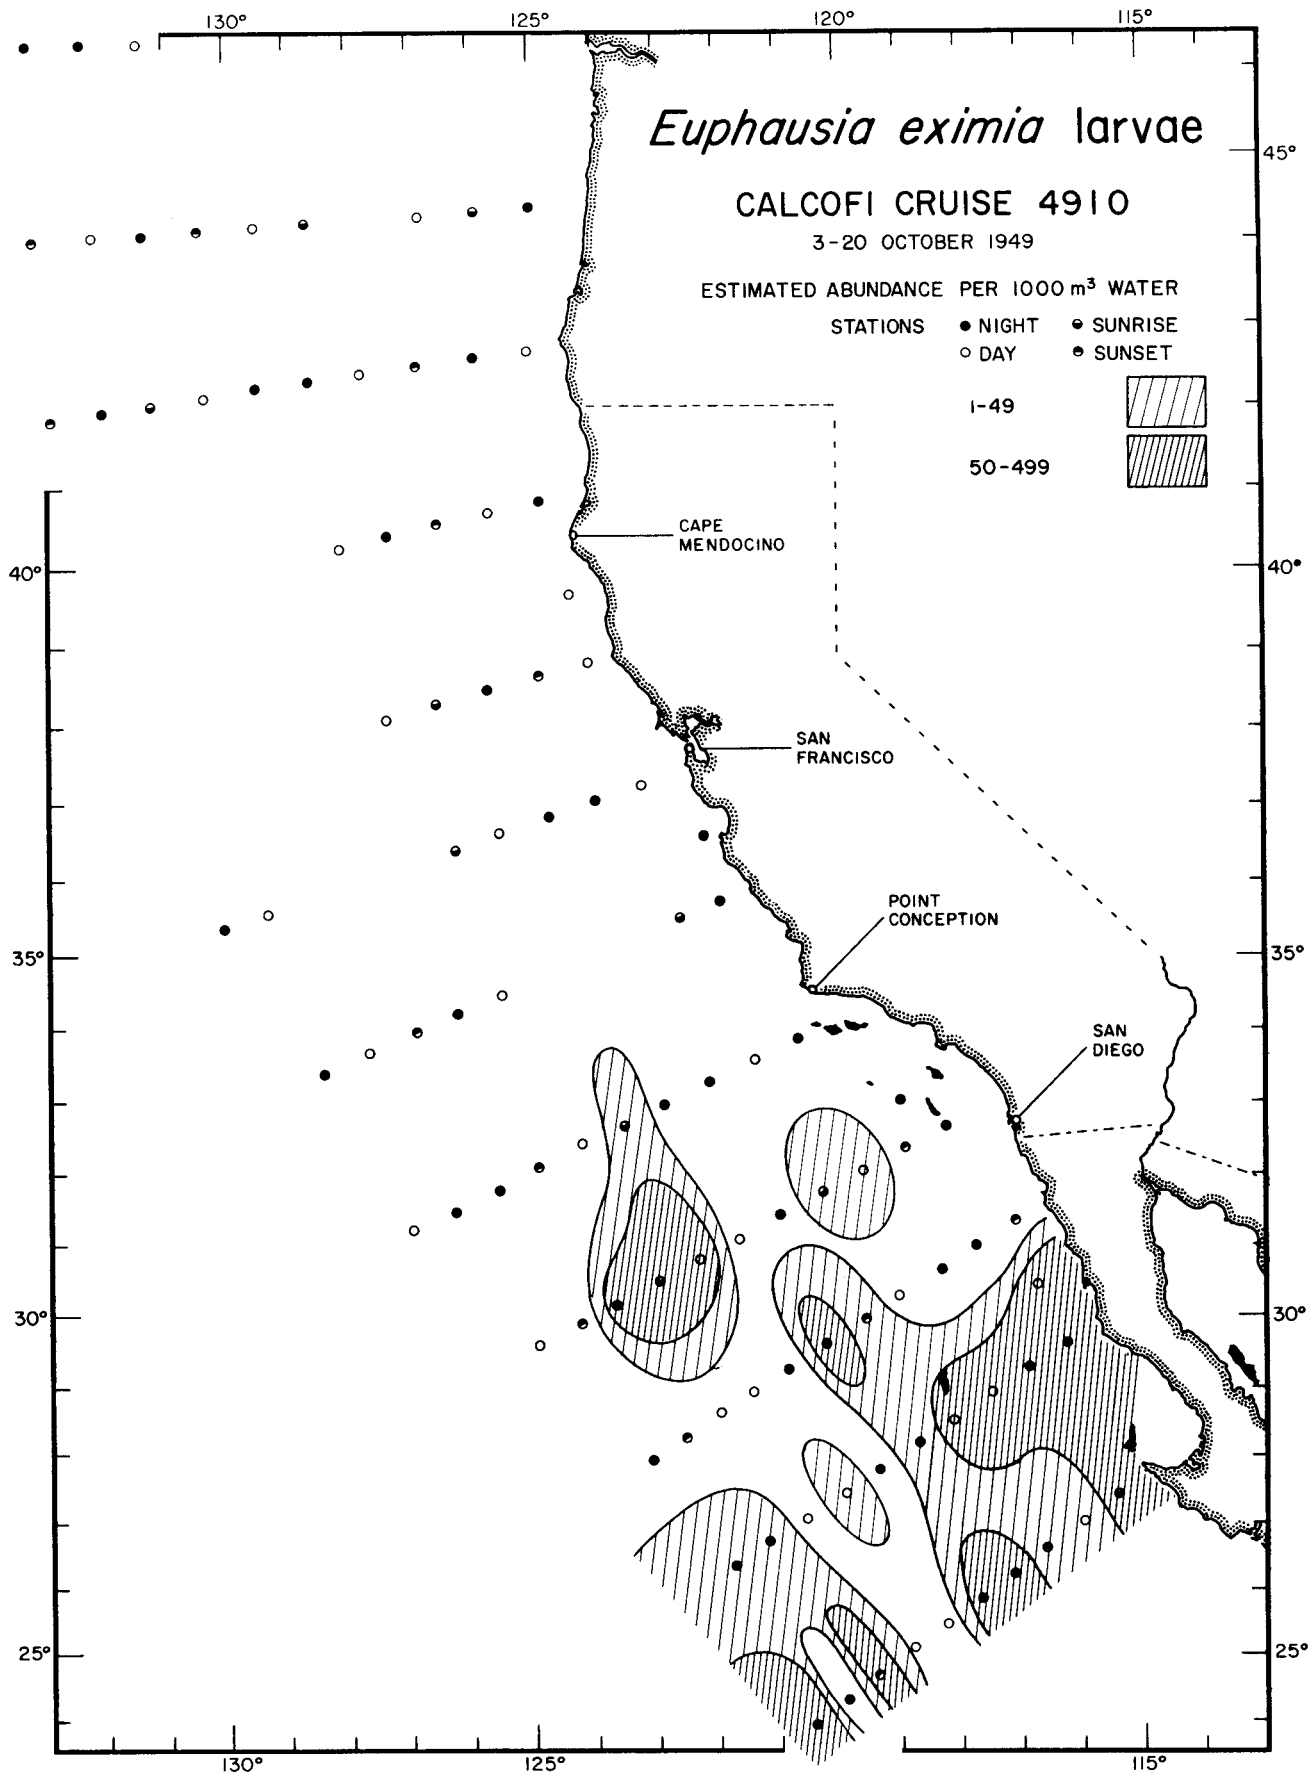 130° 125° 120° 115°
Euphausia eximia larvae
45°
CALCOFI CRUISE 4910
3-20 OCTOBER 1949
ESTIMATED ABUNDANCE PER 1000 m³ WATER
STATIONS ● NIGHT ◒ SUNRISE
○ DAY ◓ SUNSET
1-49
50-499
CAPE
MENDOCINO
40° 40°
SAN
FRANCISCO
POINT
CONCEPTION
35° 35°
SAN
DIEGO
30° 30°
25° 25°
130° 125° 120° 115°